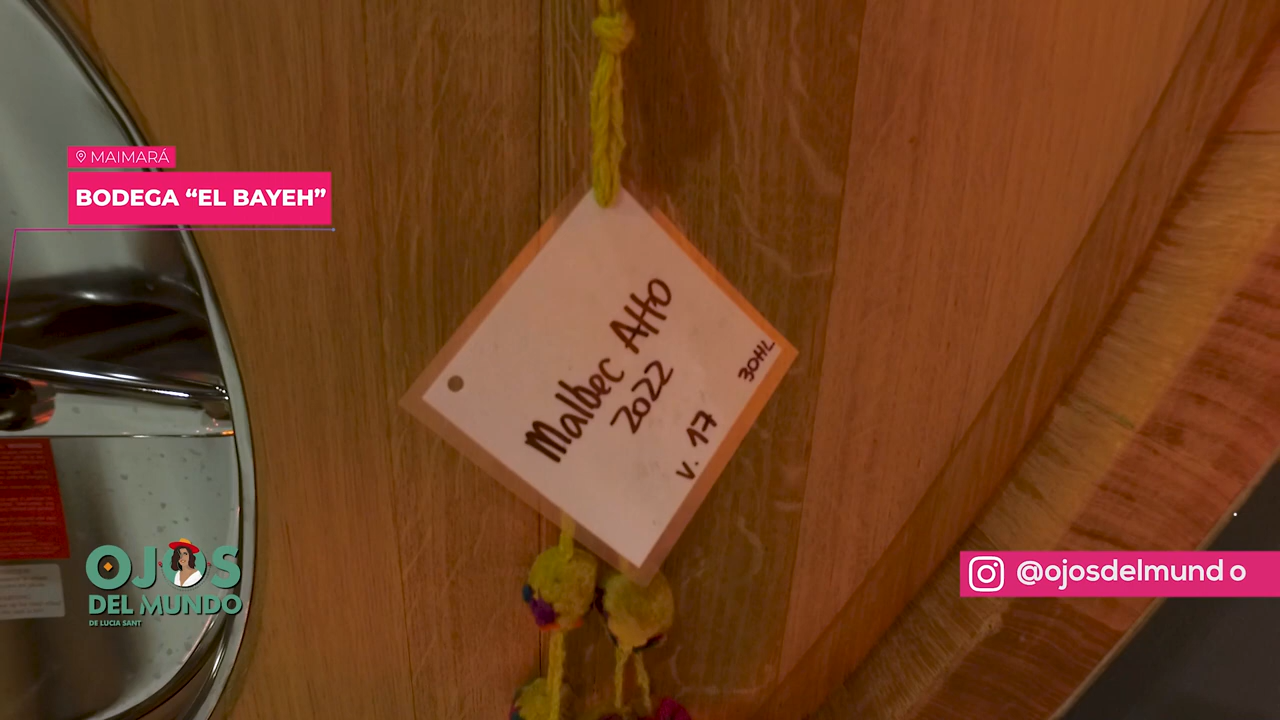 MAIMARÁ
BODEGA “EL BAYEH”
Malbec Alto
2022
v. 17
30HL
OJOS
DEL MUNDO
DE LUCIA SANT
@ojosdelmund o